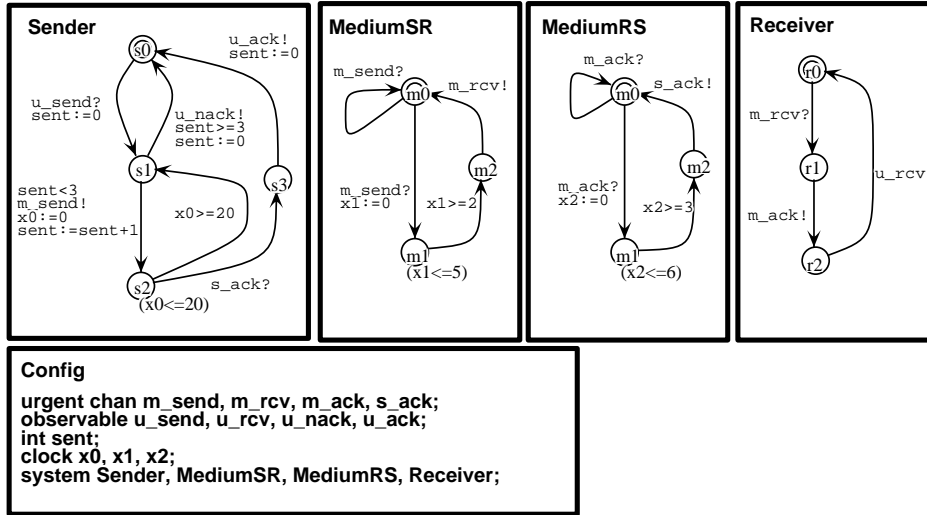 Sender
s0
u_ack!
sent:=0
u_send?
sent:=0
u_nack!
sent>=3
sent:=0
s1
s3
sent<3
m_send!
x0:=0
sent:=sent+1
x0>=20
s2
s_ack?
(x0<=20)
MediumSR
m_send?
m0
m_rcv!
m2
m_send?
x1:=0
x1>=2
m1
(x1<=5)
MediumRS
m_ack?
m0
s_ack!
m2
m_ack?
x2:=0
x2>=3
m1
(x2<=6)
Receiver
r0
m_rcv?
r1
u_rcv
m_ack!
r2
Config
urgent chan m_send, m_rcv, m_ack, s_ack;
observable u_send, u_rcv, u_nack, u_ack;
int sent;
clock x0, x1, x2;
system Sender, MediumSR, MediumRS, Receiver;